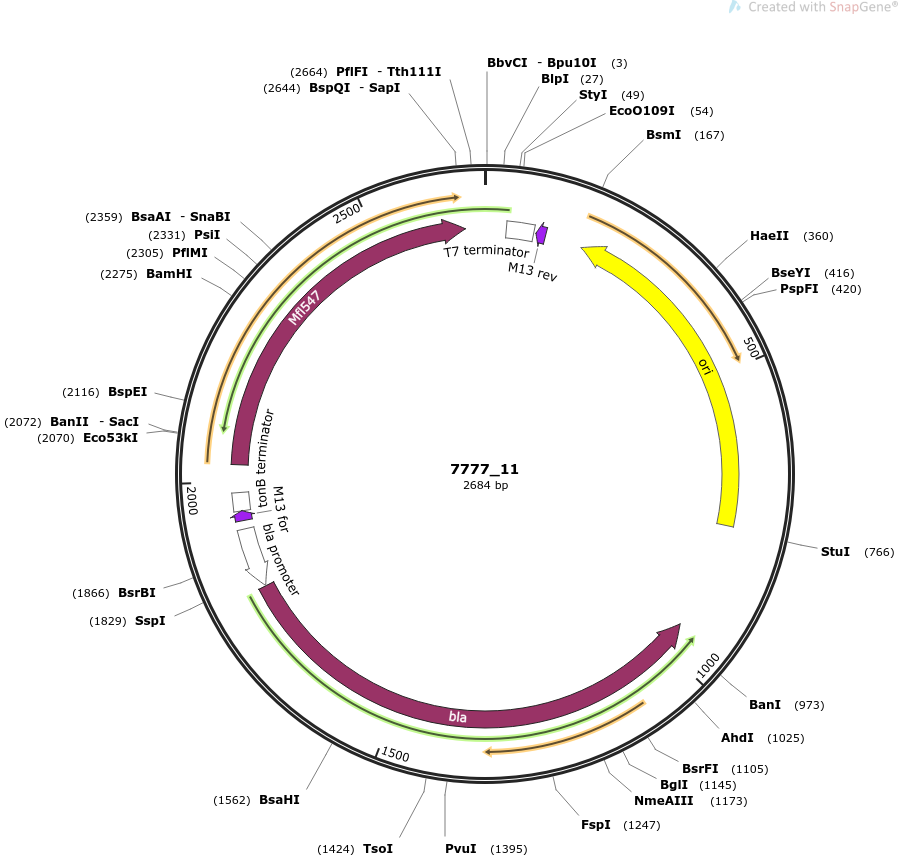 Created with SnapGene®
(2664) PflFI - Tth111I
(2644) BspQI - SapI
BbvCI - Bpu10I (3)
BlpI (27)
StyI (49)
EcoO109I (54)
BsmI (167)
HaeII (360)
BseYI (416)
PspFI (420)
StuI (766)
BanI (973)
AhdI (1025)
BsrFI (1105)
BglI (1145)
NmeAIII (1173)
FspI (1247)
PvuI (1395)
(1424) TsoI
(1562) BsaHI
(1829) SspI
(1866) BsrBI
(2070) Eco53kI
(2072) BanII - SacI
(2116) BspEI
(2275) BamHI
(2305) PflMI
(2331) PsiI
(2359) BsaAI - SnaBI
500
1000
1500
2000
2500
T7 terminator
M13 rev
ori
bla
bla promoter
M13 for
tonB terminator
Mfl547
7777_11
2684 bp